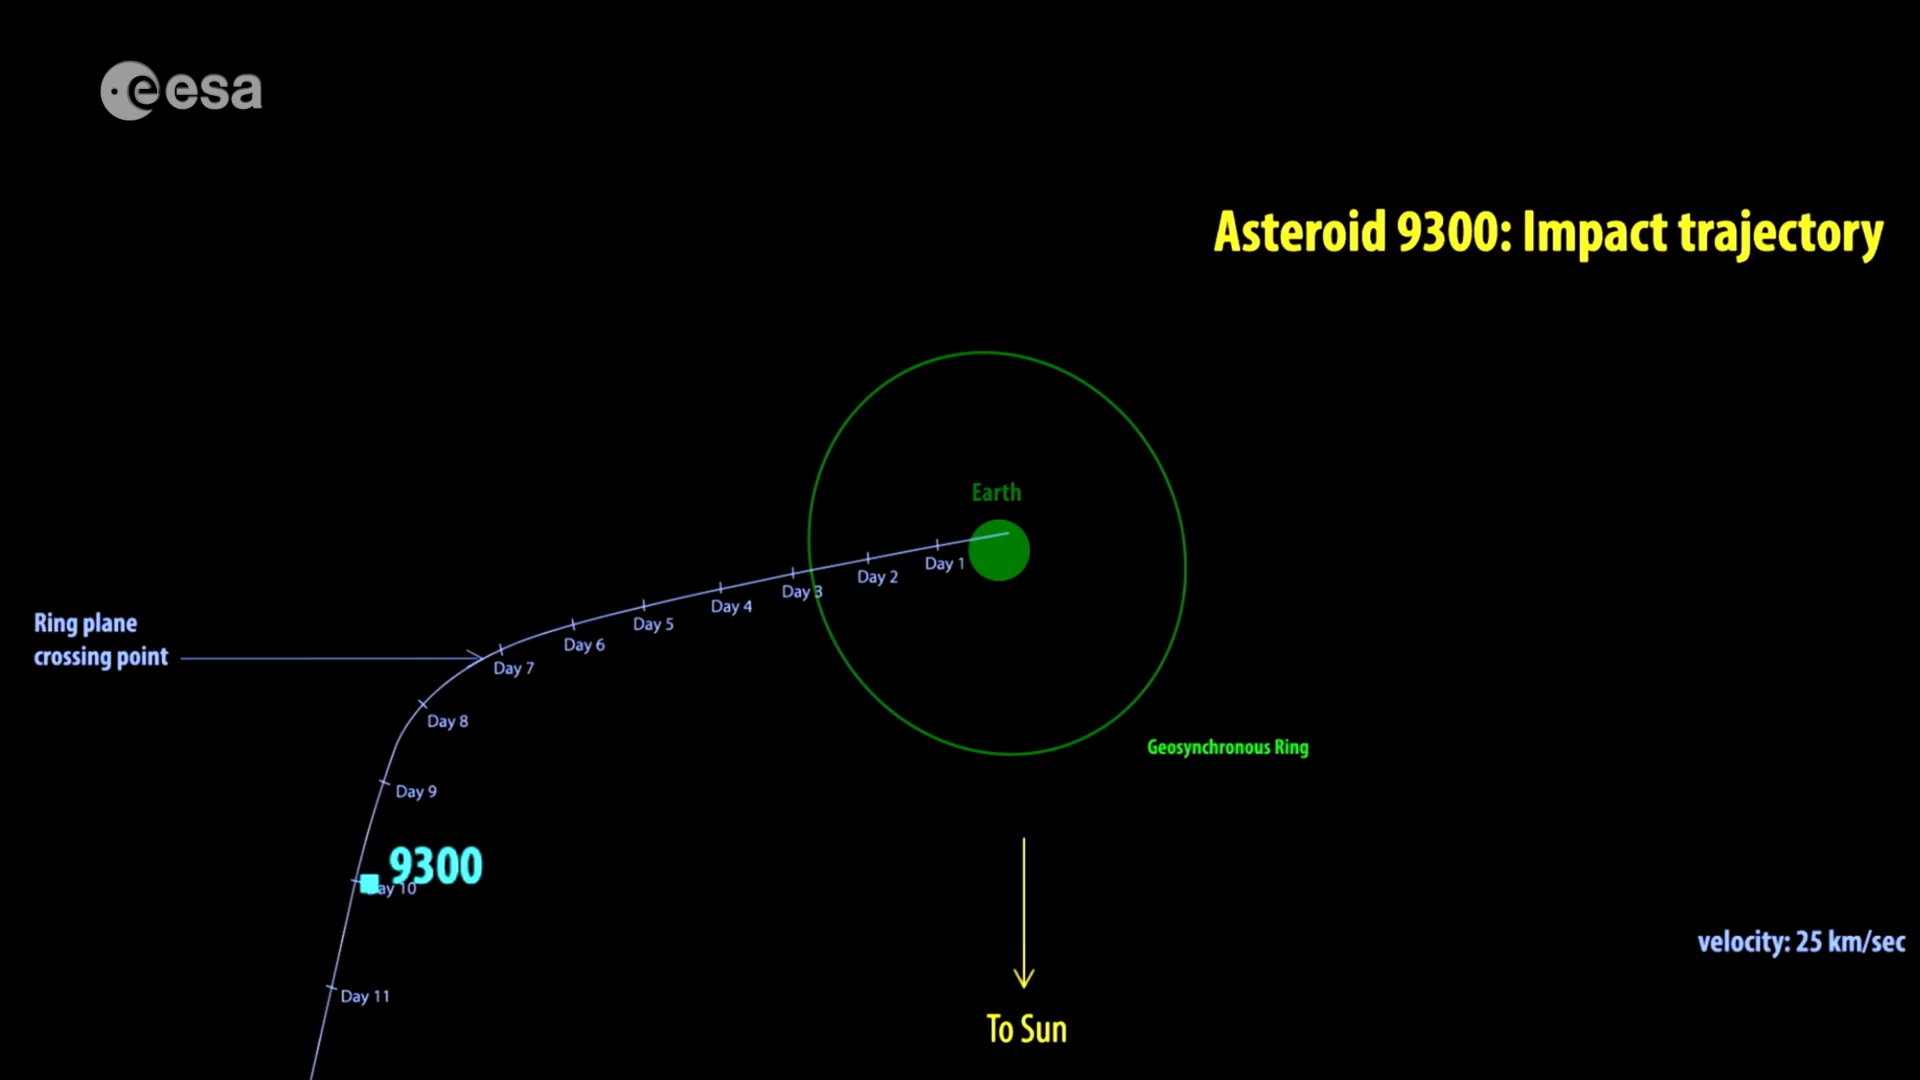 esa
Asteroid 9300: Impact trajectory
Earth
Day 1
Day 2
Day 3
Day 4
Day 5
Day 6
Day 7
Ring plane
crossing point
Day 8
Geosynchronous Ring
Day 9
9300
Day 10
velocity: 25 km/sec
Day 11
To Sun